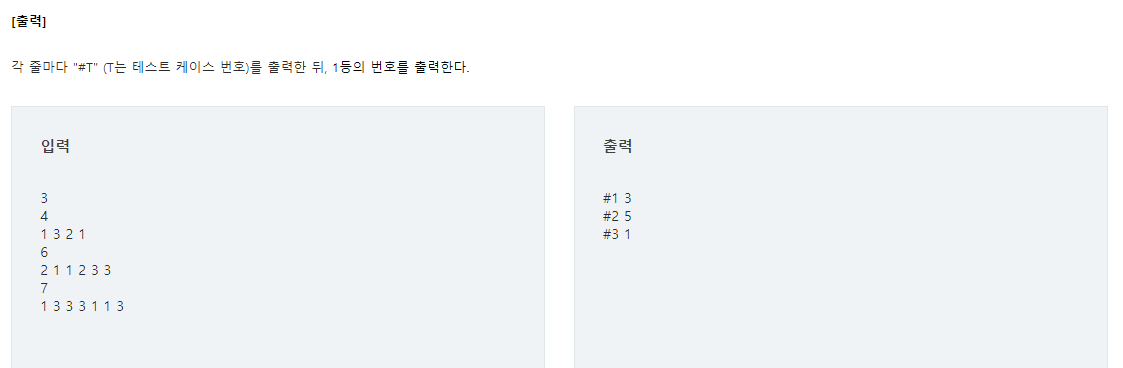 [출력]
각 줄마다 "#T" (T는 테스트 케이스 번호)를 출력한 뒤, 1등의 번호를 출력한다.
입력
3
4
1 3 2 1
6
2 1 1 2 3 3
7
1 3 3 3 1 1 3
출력
#1 3
#2 5
#3 1